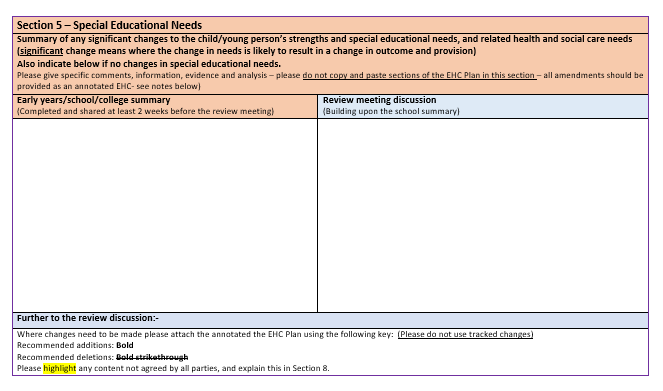 Section 5 – Special Educational Needs
Summary of any significant changes to the child/young person's strengths and special educational needs, and related health and social care needs
(significant change means where the change in needs is likely to result in a change in outcome and provision)
Also indicate below if no changes in special educational needs.
Please give specific comments, information, evidence and analysis – please do not copy and paste sections of the EHC Plan in this section – all amendments should be
provided as an annotated EHC- see notes below)
Early years/school/college summary
(Completed and shared at least 2 weeks before the review meeting)
Review meeting discussion
(Building upon the school summary)
Further to the review discussion:-
Where changes need to be made please attach the annotated the EHC Plan using the following key: (Please do not use tracked changes)
Recommended additions: Bold
Recommended deletions: Bold strikethrough
Please highlight any content not agreed by all parties, and explain this in Section 8.